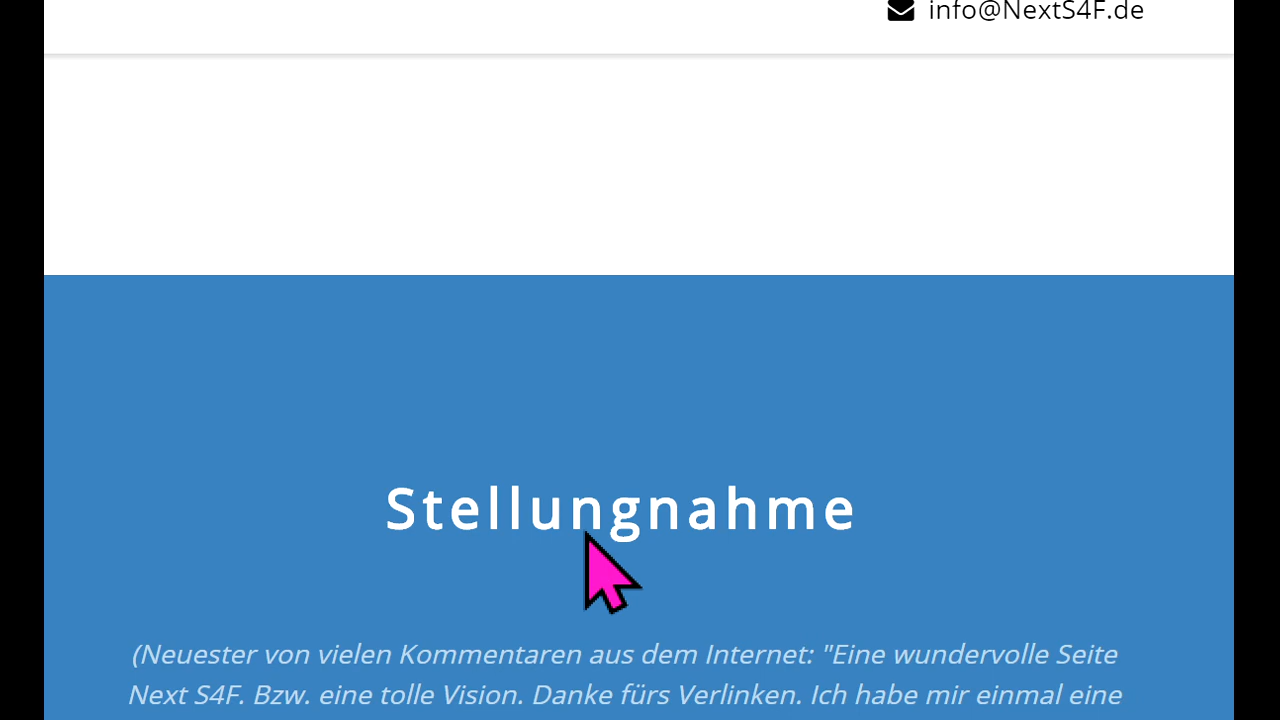 info@NextS4F.de
Stellungnahme
(Neuester von vielen Kommentaren aus dem Internet: "Eine wundervolle Seite
Next S4F. Bzw. eine tolle Vision. Danke fürs Verlinken. Ich habe mir einmal eine